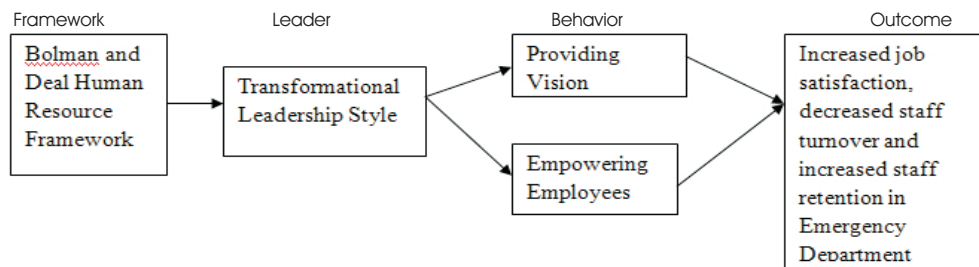 Framework
Leader
Behavior
Outcome
Bolman and
Deal Human
Resource
Framework
Transformational
Leadership Style
Providing
Vision
Empowering
Employees
Increased job
satisfaction,
decreased staff
turnover and
increased staff
retention in
Emergency
Department